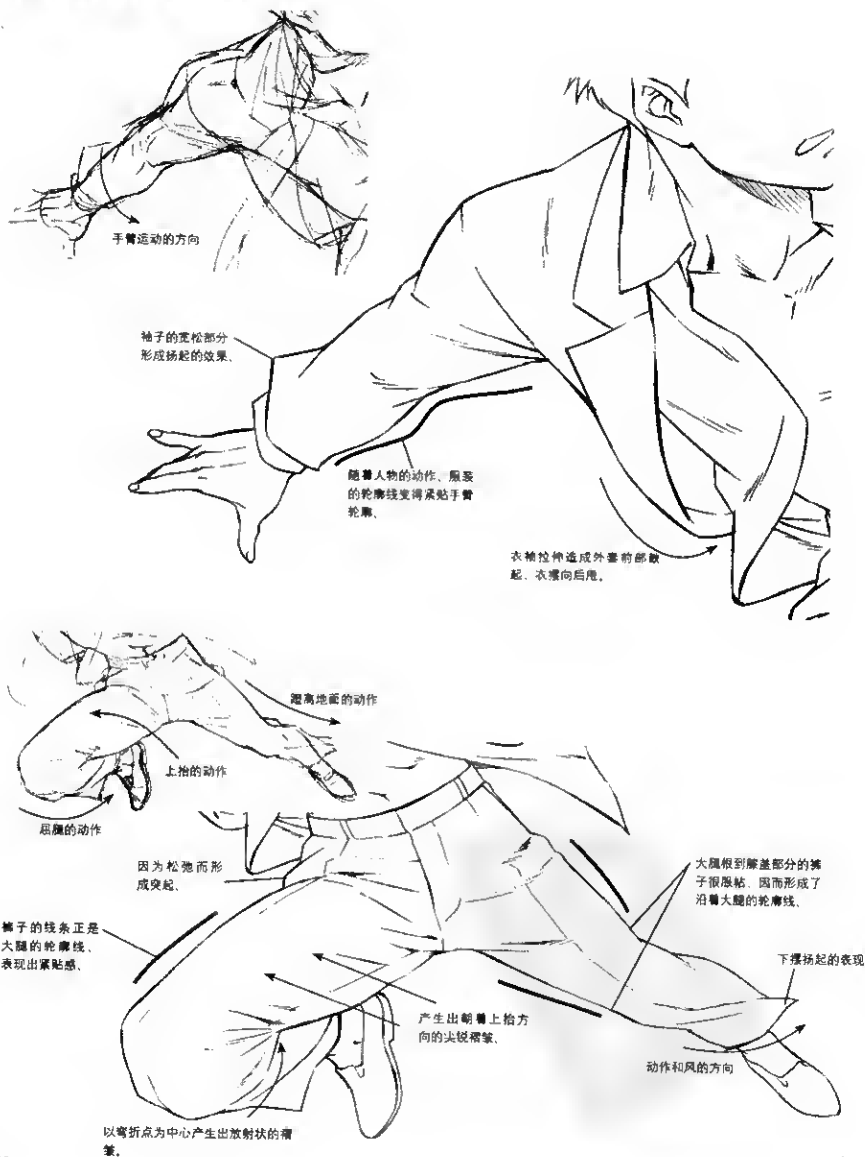 手臂运动的方向
袖子的宽松部分
形成扬起的效果、
随着人物的动作、服装
的轮廓线变得紧贴手臂
轮廓、
衣袖拉伸造成外套前部鼓
起、衣摆向后甩。
距离地面的动作
上抬的动作
屈腿的动作
因为松弛而形
成突起、
大腿根到膝盖部分的裤
子很服帖、因而形成了
沿着大腿的轮廓线、
裤子的线条正是
大腿的轮廓线、
表现出紧贴感、
下摆扬起的表现
产生出朝着上抬方
向的尖锐褶皱、
动作和风的方向
以弯折点为中心产生出放射状的褶
皱。